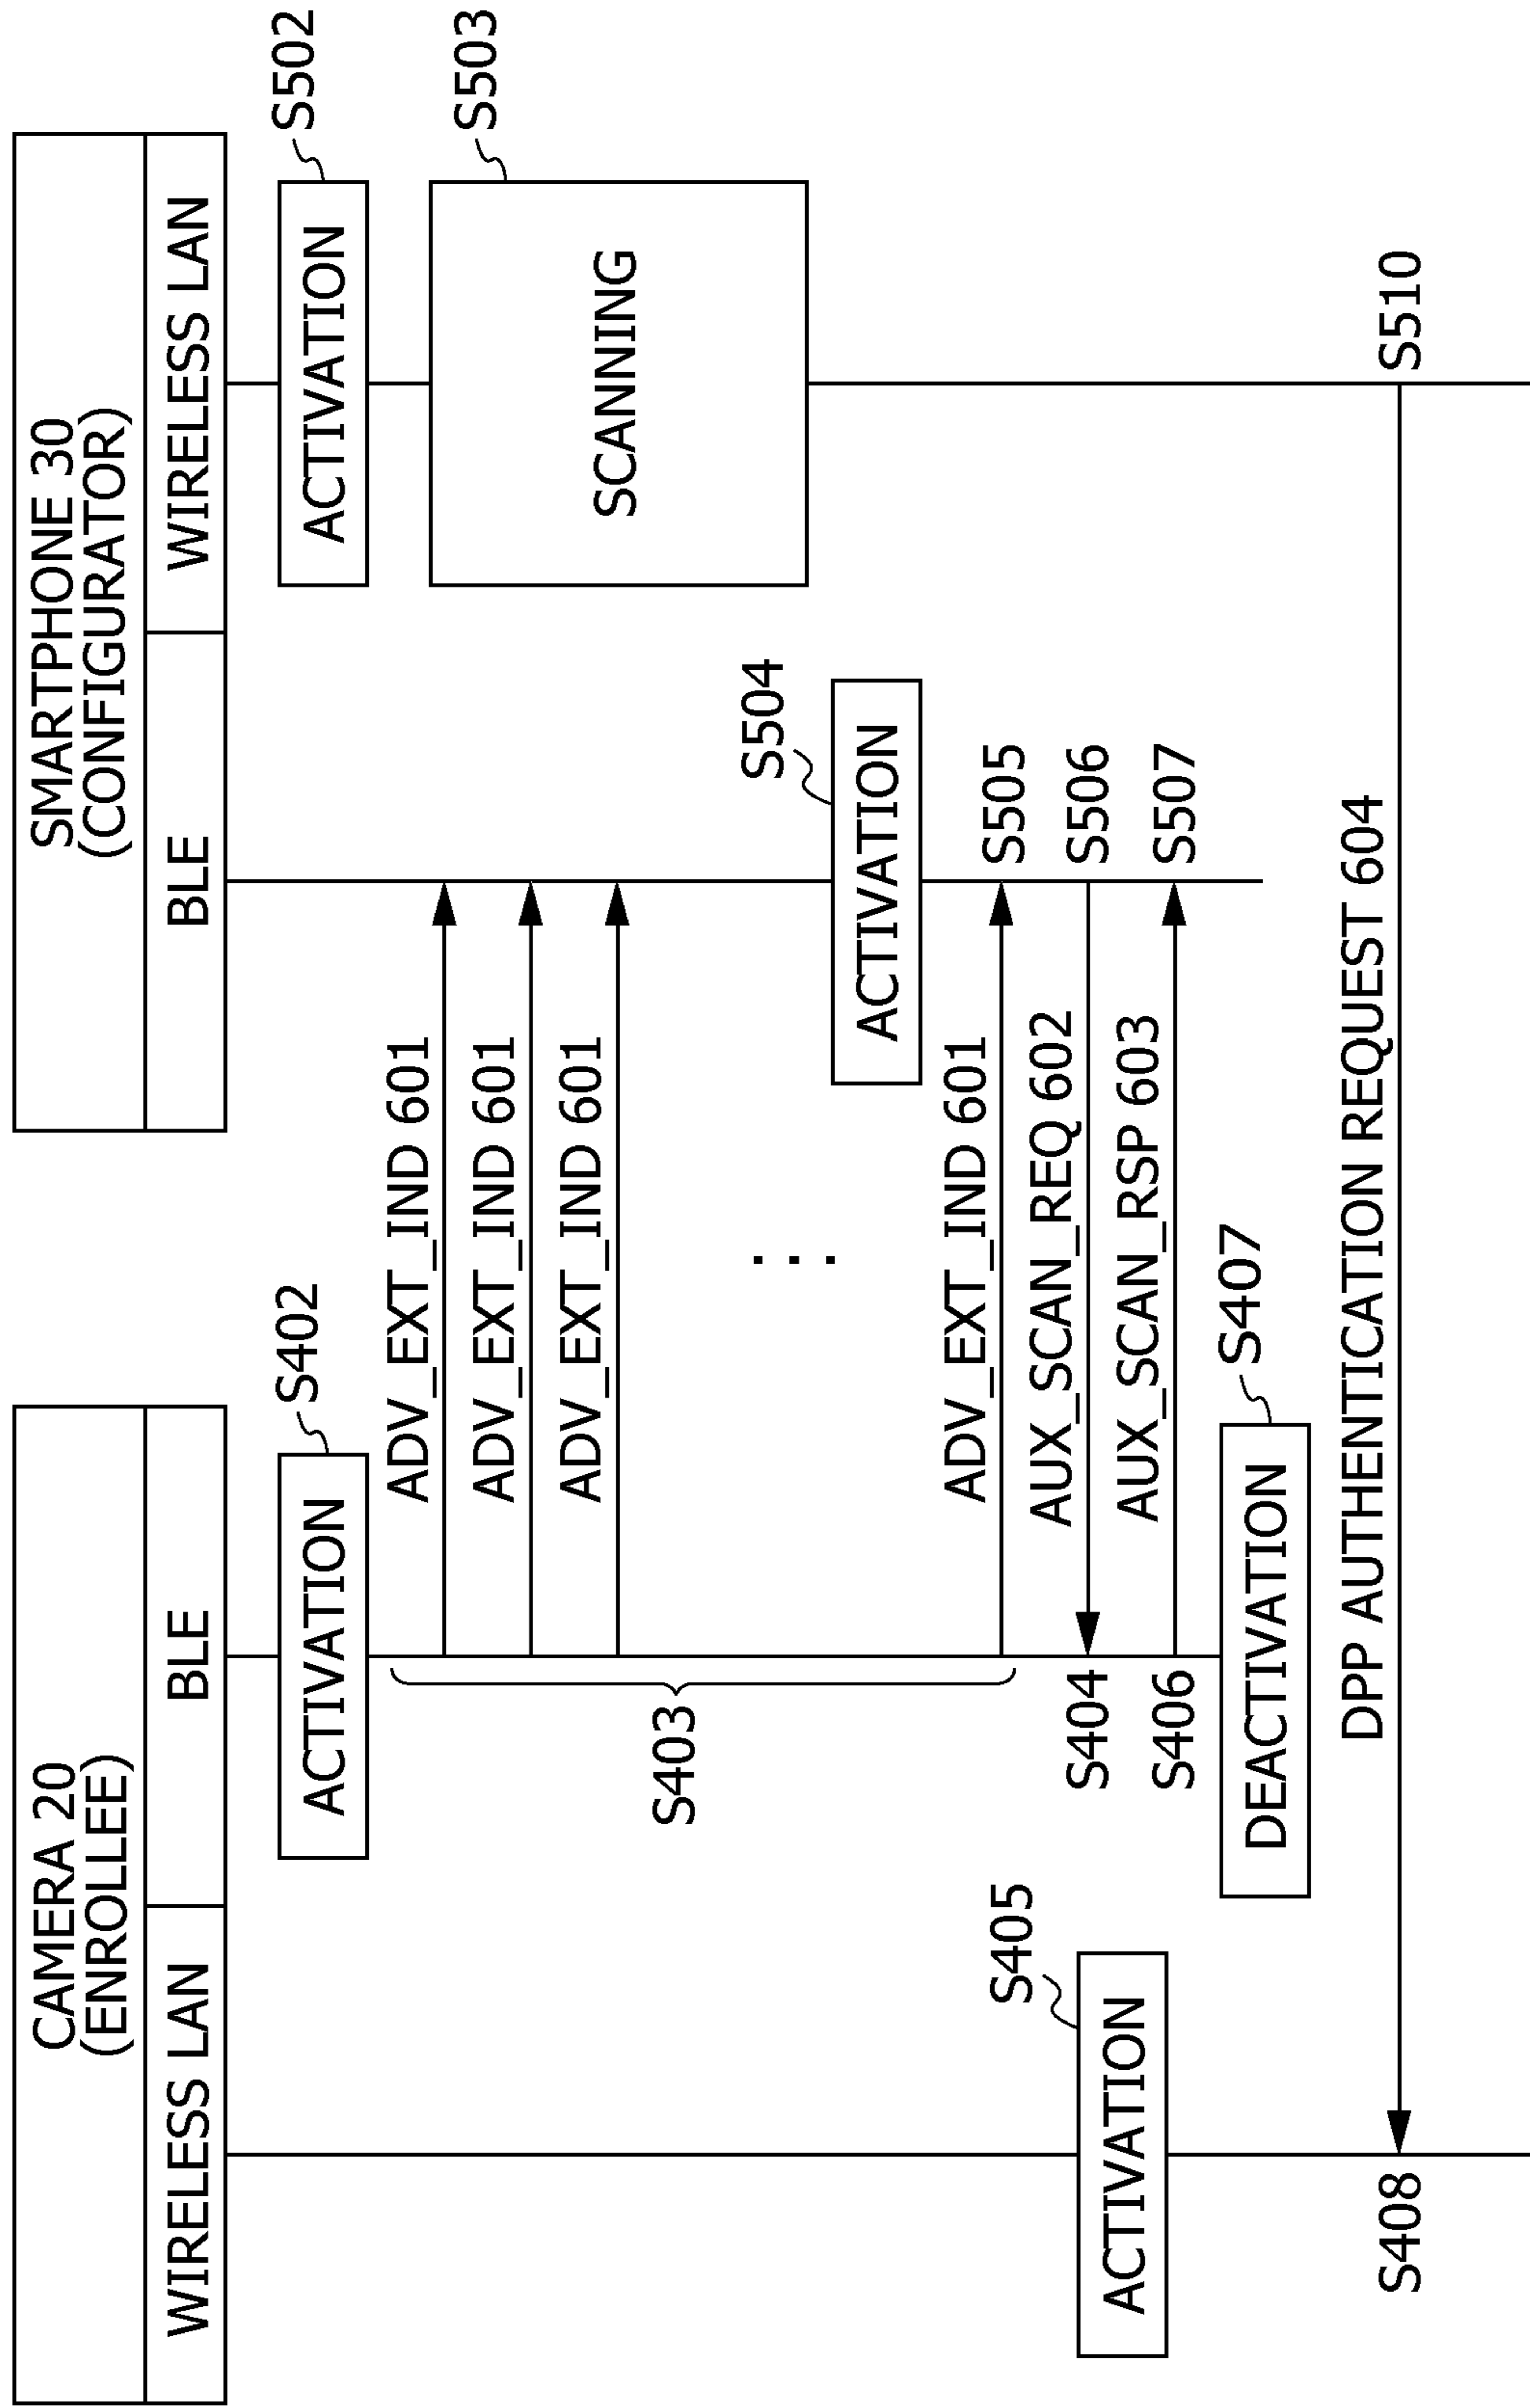 CAMERA 20
(ENROLLEE)
SMARTPHONE 30
(CONFIGURATOR)
WIRELESS LAN
BLE
BLE
WIRELESS LAN
S402
S502
ACTIVATION
ACTIVATION
ADV_EXT_IND 601
S503
ADV_EXT_IND 601
ADV_EXT_IND 601
SCANNING
S403
S504
. . .
ACTIVATION
ADV_EXT_IND 601
S505
S405
AUX_SCAN_REQ 602
S404
S506
ACTIVATION
AUX_SCAN_RSP 603
S406
S507
S407
DEACTIVATION
DPP AUTHENTICATION REQUEST 604
S408
S510